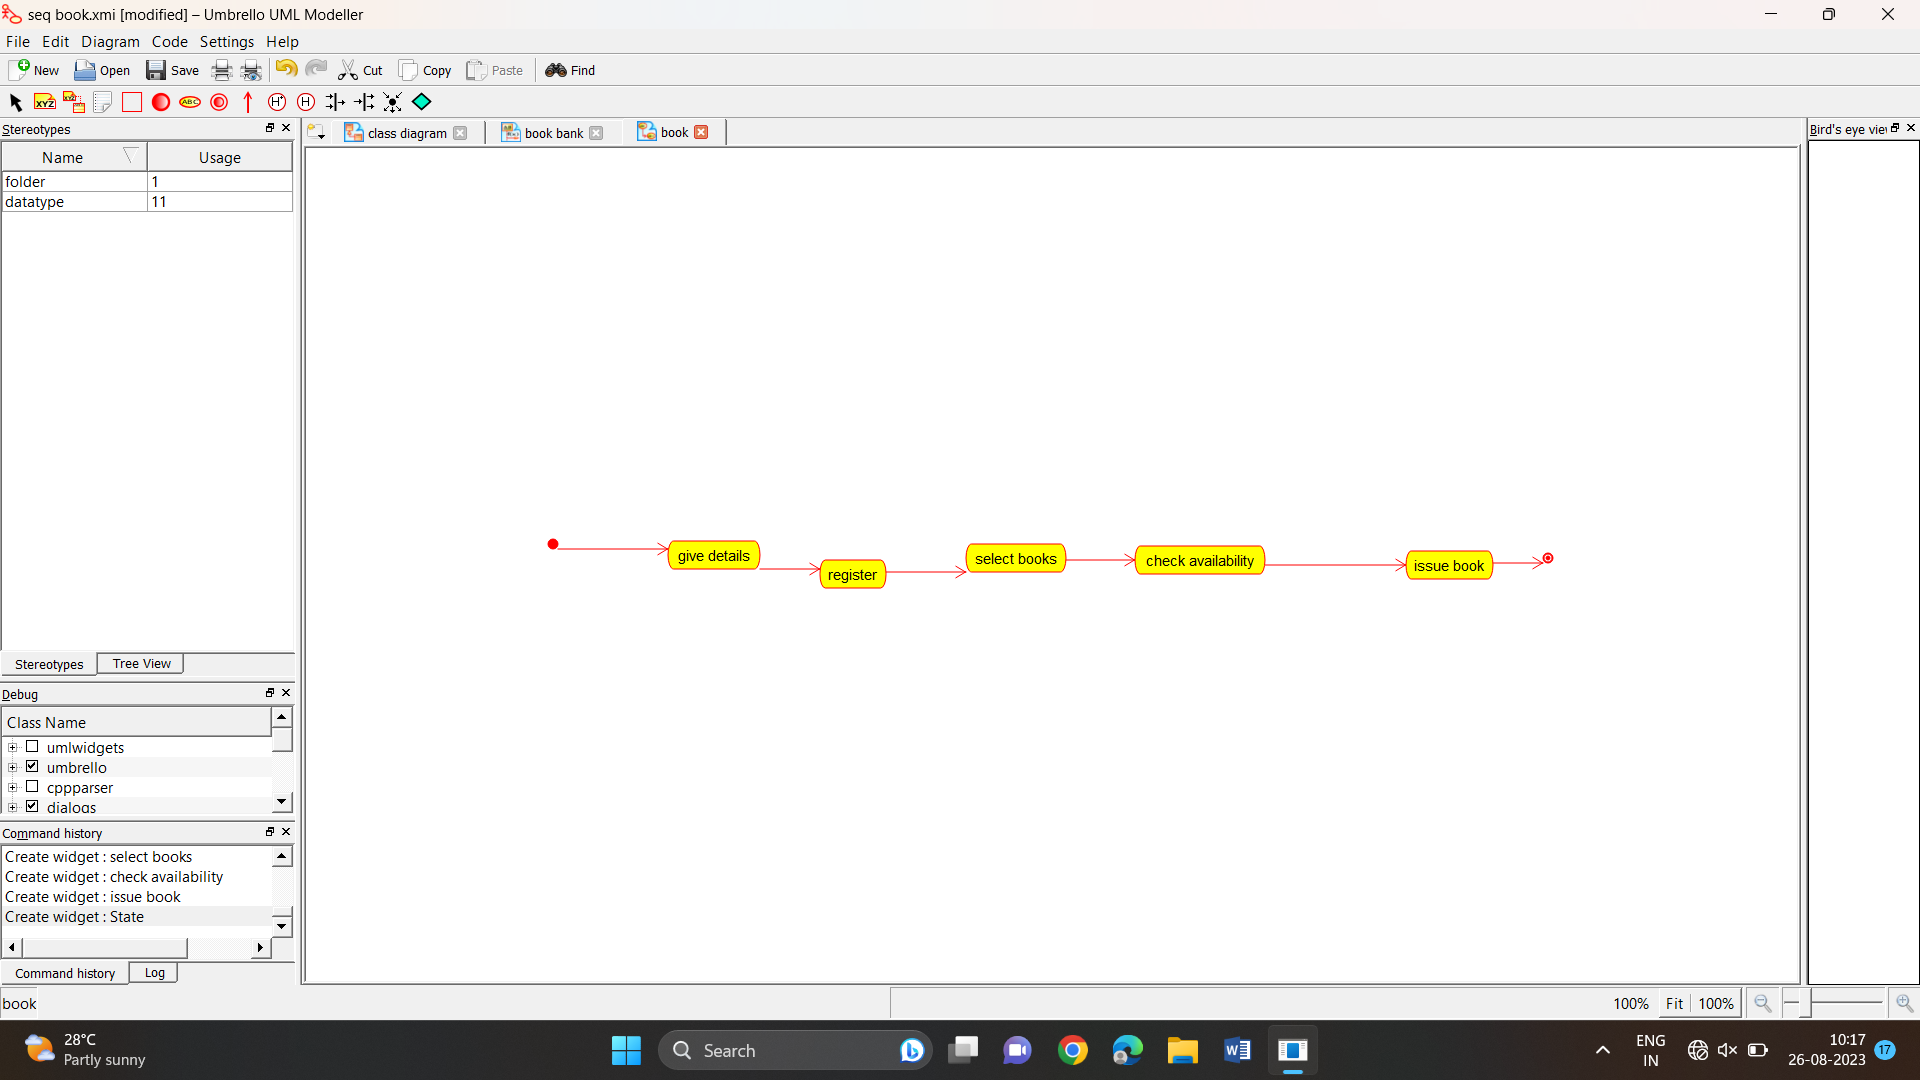 seq book.xmi [modified] – Umbrello UML Modeller
File Edit Diagram Code Settings Help
New Open Save Cut Copy Paste Find
XYZ XYZ ABC H* H
Stereotypes
Name Usage
folder 1
datatype 11
Stereotypes Tree View
Debug
Class Name
umlwidgets
umbrello
cppparser
dialogs
Command history
Create widget : select books
Create widget : check availability
Create widget : issue book
Create widget : State
Command history Log
class diagram book bank book
give details
register
select books
check availability
issue book
Bird's eye view
book
100% Fit 100%
28°C
Partly sunny
Search
ENG
IN
10:17
26-08-2023
17